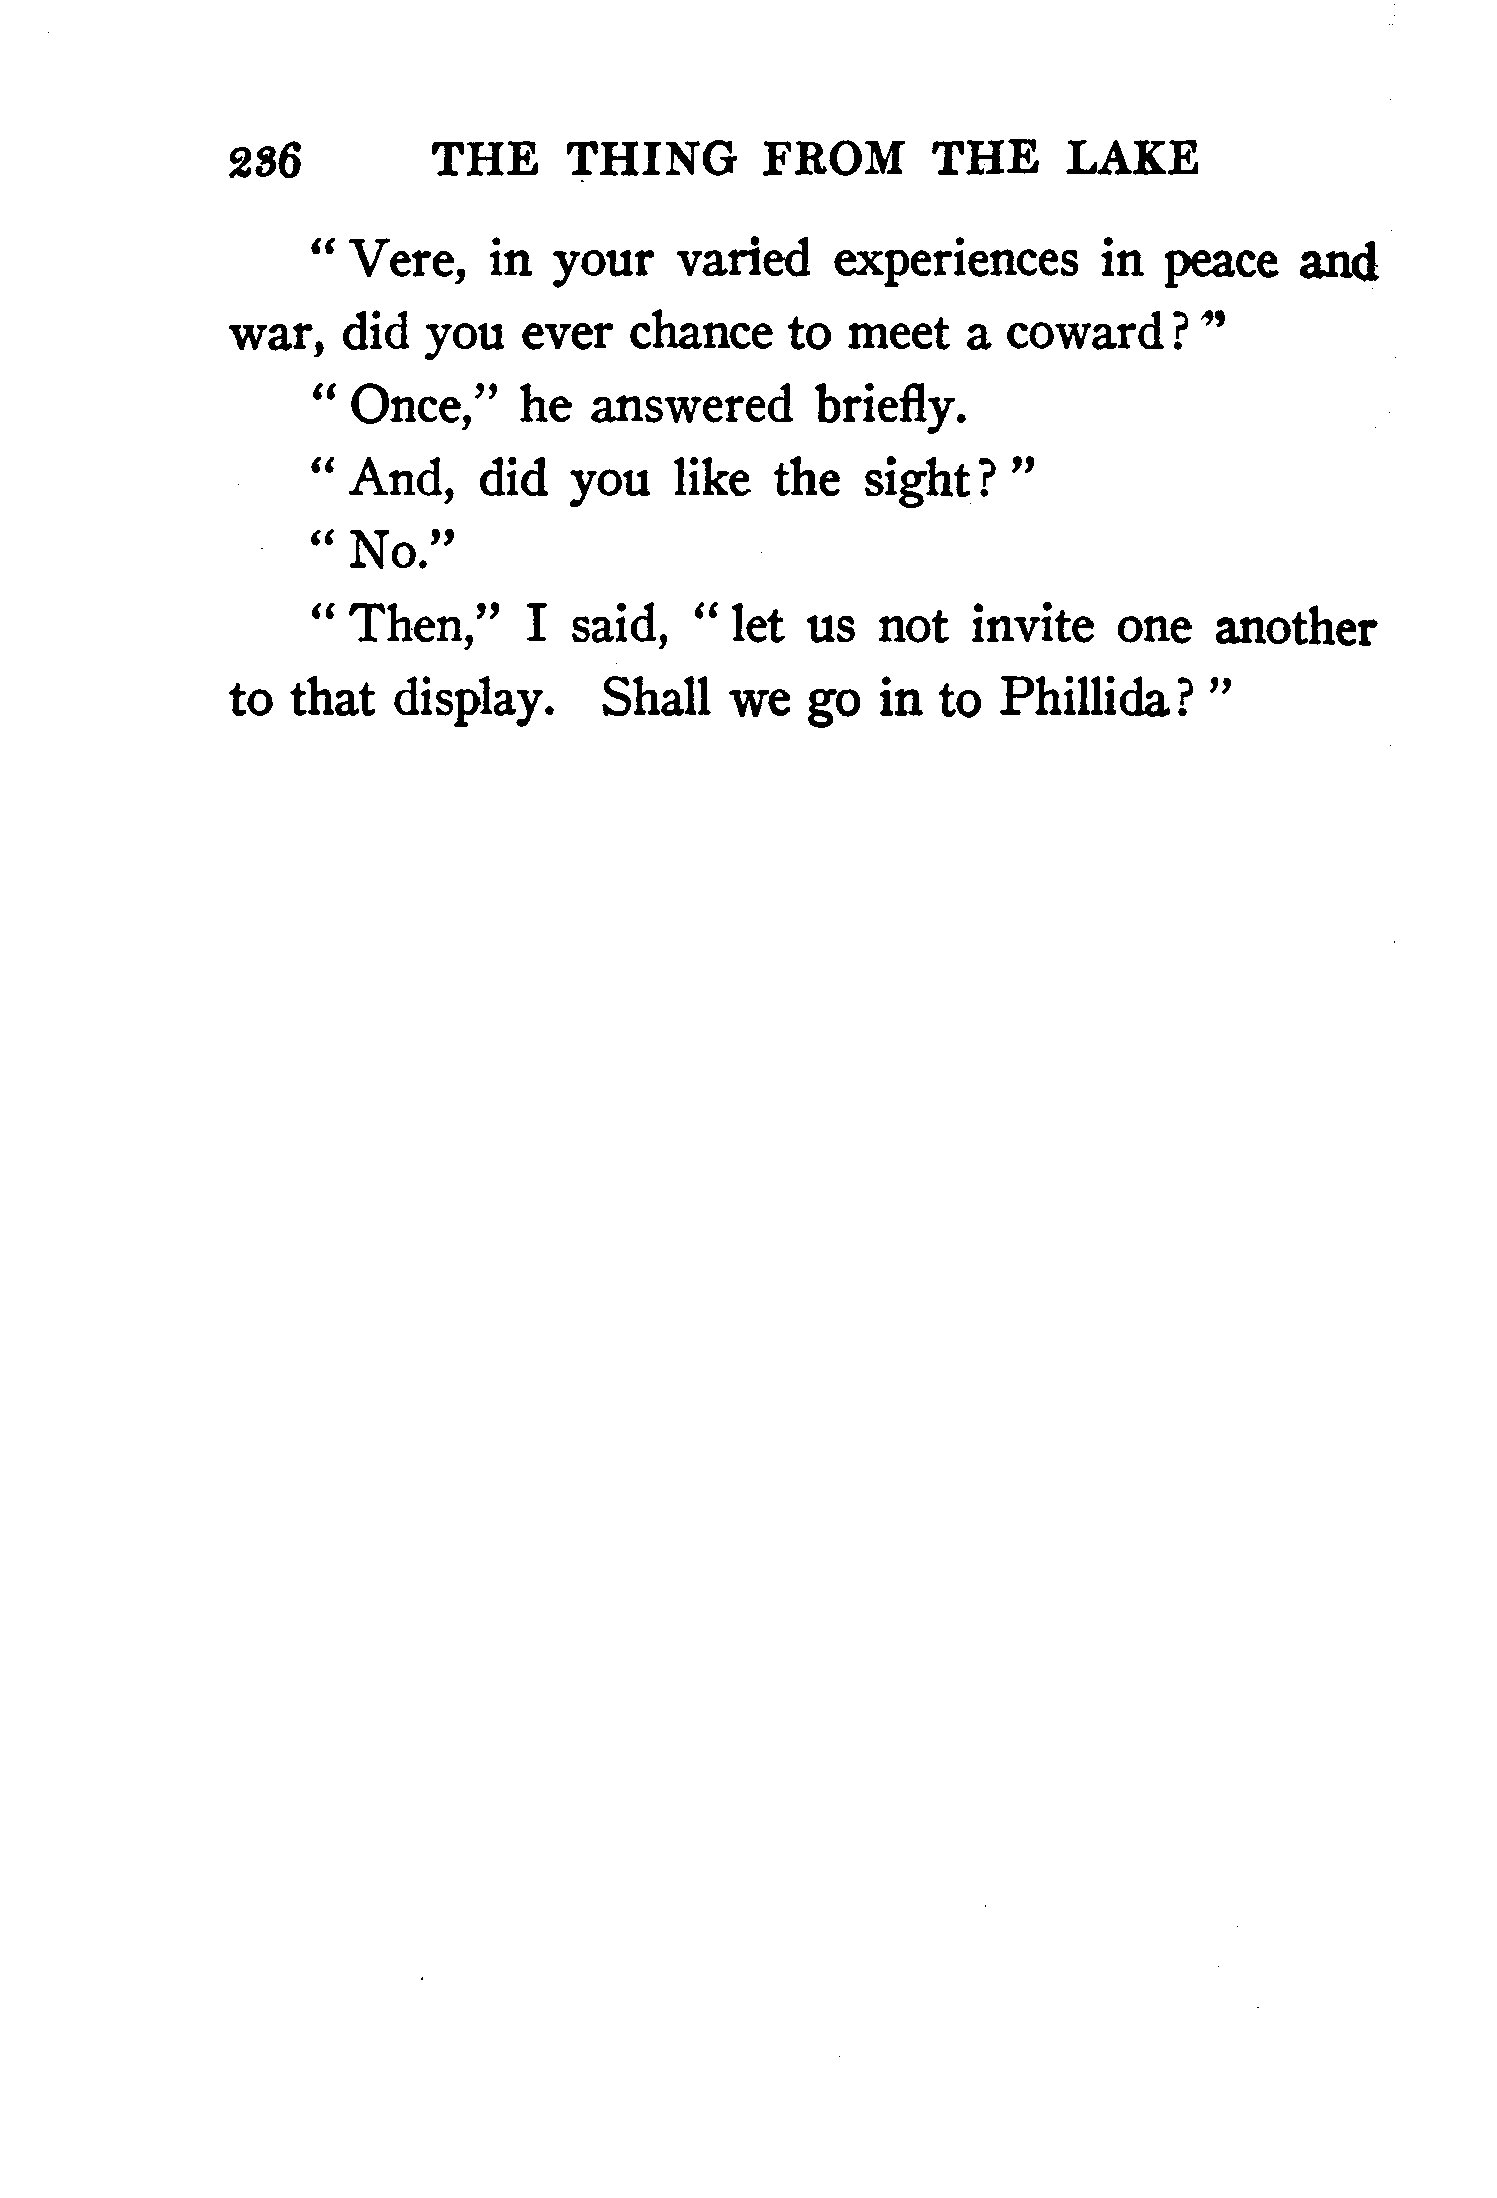 236 THE THING FROM THE LAKE
“ Vere, in your varied experiences in peace and
war, did you ever chance to meet a coward? ”
“ Once,” he answered briefly.
“ And, did you like the sight? ”
“ No.”
“ Then,” I said, “ let us not invite one another
to that display. Shall we go in to Phillida? ”